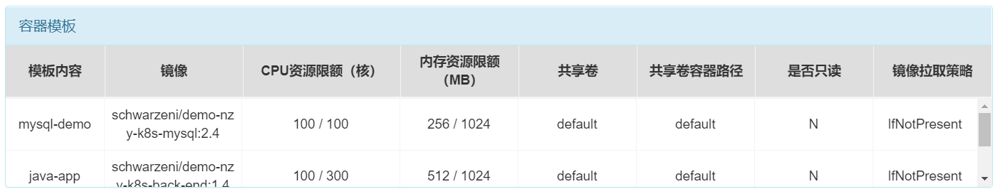 容器模板
模板内容 镜像 CPU资源限额（核） 内存资源限额（MB） 共享卷 共享卷容器路径 是否只读 镜像拉取策略
mysql-demo schwarzeni/demo-nzy-k8s-mysql:2.4 100 / 100 256 / 1024 default default N IfNotPresent
java-app schwarzeni/demo-nzy-k8s-back-end:1.4 100 / 300 512 / 1024 default default N IfNotPresent